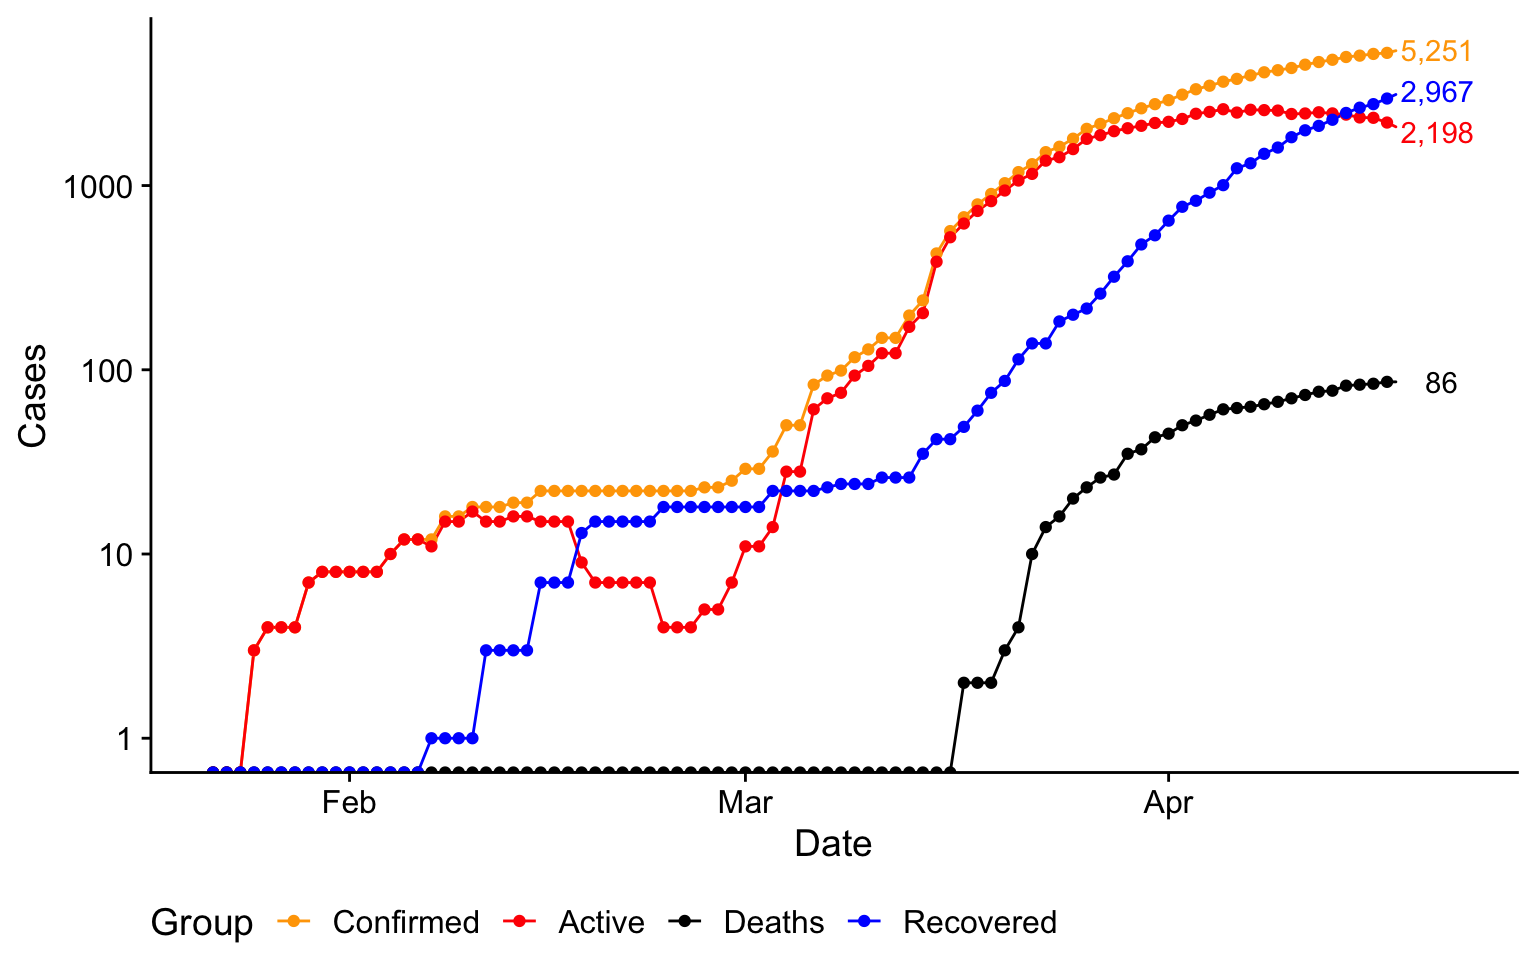 5,251
2,967
2,198
1000
100
86
10
1
Cases
Feb Mar Apr
Date
Group Confirmed Active Deaths Recovered